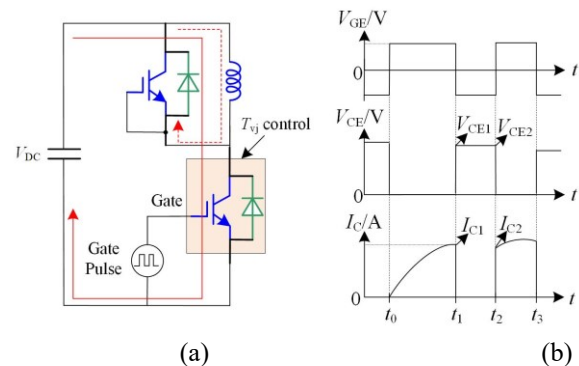 V_DC
T_vj control
Gate
Gate
Pulse
(a)
V_GE/V
0
t
V_CE/V
V_CE1
V_CE2
0
t
I_C/A
I_C1
I_C2
0
t_0
t_1
t_2
t_3
t
(b)